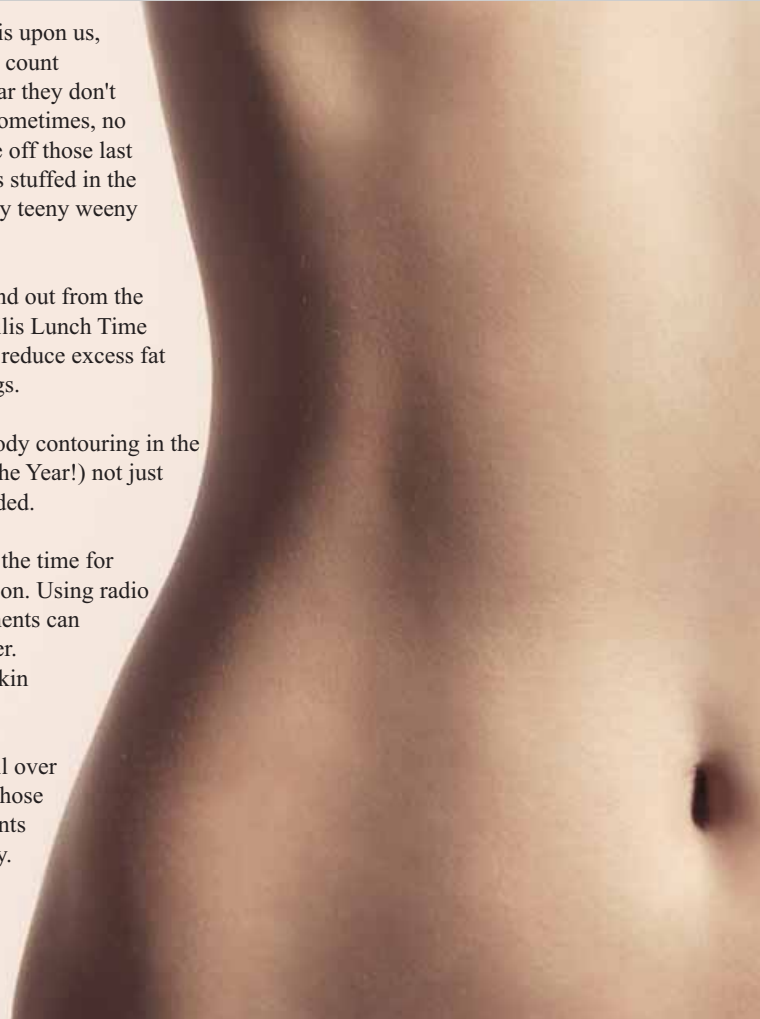 is upon us,
count
ar they don't
ometimes, no
e off those last
s stuffed in the
y teeny weeny
nd out from the
lis Lunch Time
reduce excess fat
gs.
ody contouring in the
he Year!) not just
ded.
the time for
on. Using radio
nents can
er.
kin
l over
hose
nts
y.